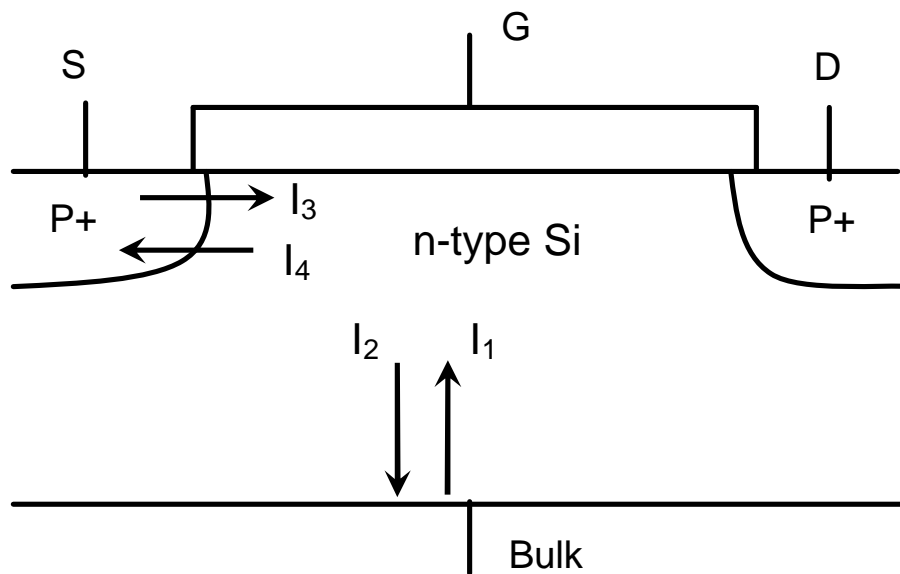 G
S
D
P+
I₃
P+
n-type Si
I₄
I₂
I₁
Bulk